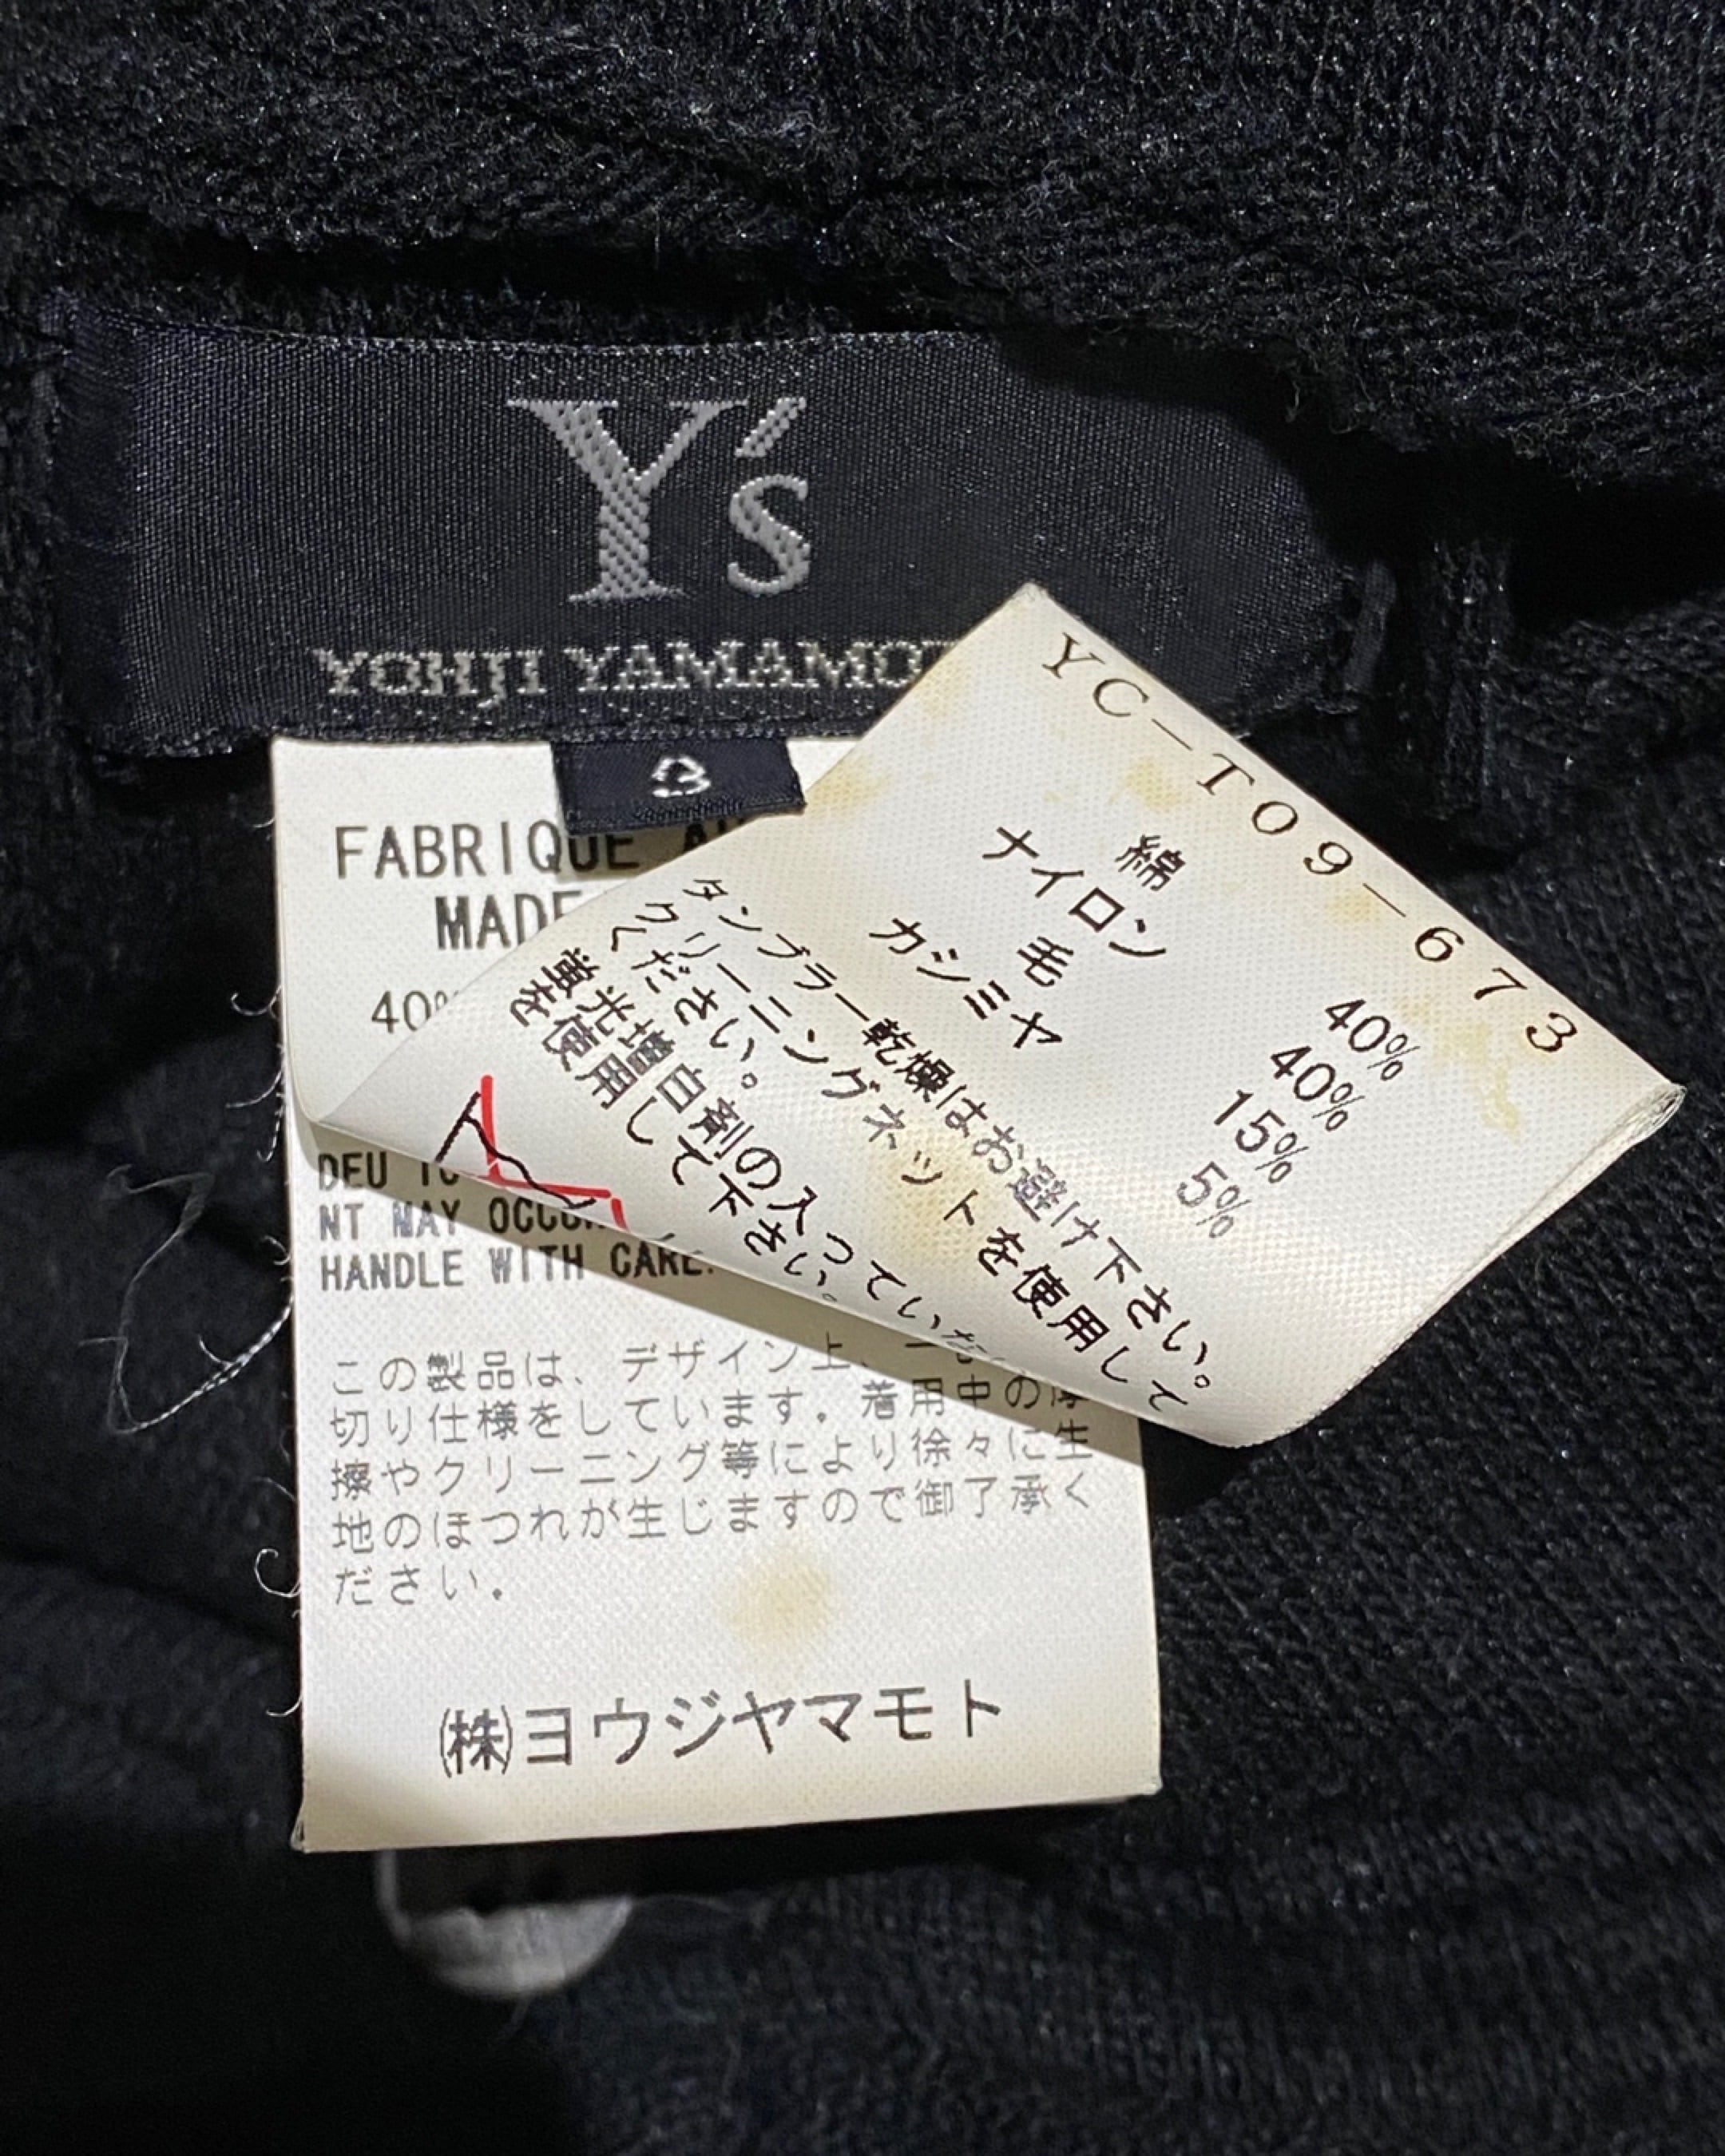 Y's
YOHJI YAMAMO
3
FABRIQUE
MADE
40%
YC-T09-673
綿 40%
ナイロン 40%
毛 15%
カシミヤ 5%
タンブラー乾燥はお避け下さい。
クリーニングネットを使用して
ください。
蛍光増白剤の入っていな
を使用して下さい。
DEU TO
NT MAY OCCUR
HANDLE WITH CARE.
この製品は、デザイン上、
切り仕様をしています。着用中の摩
擦やクリーニング等により徐々に生
地のほつれが生じますので御了承く
ださい。
㈱ヨウジヤマモト